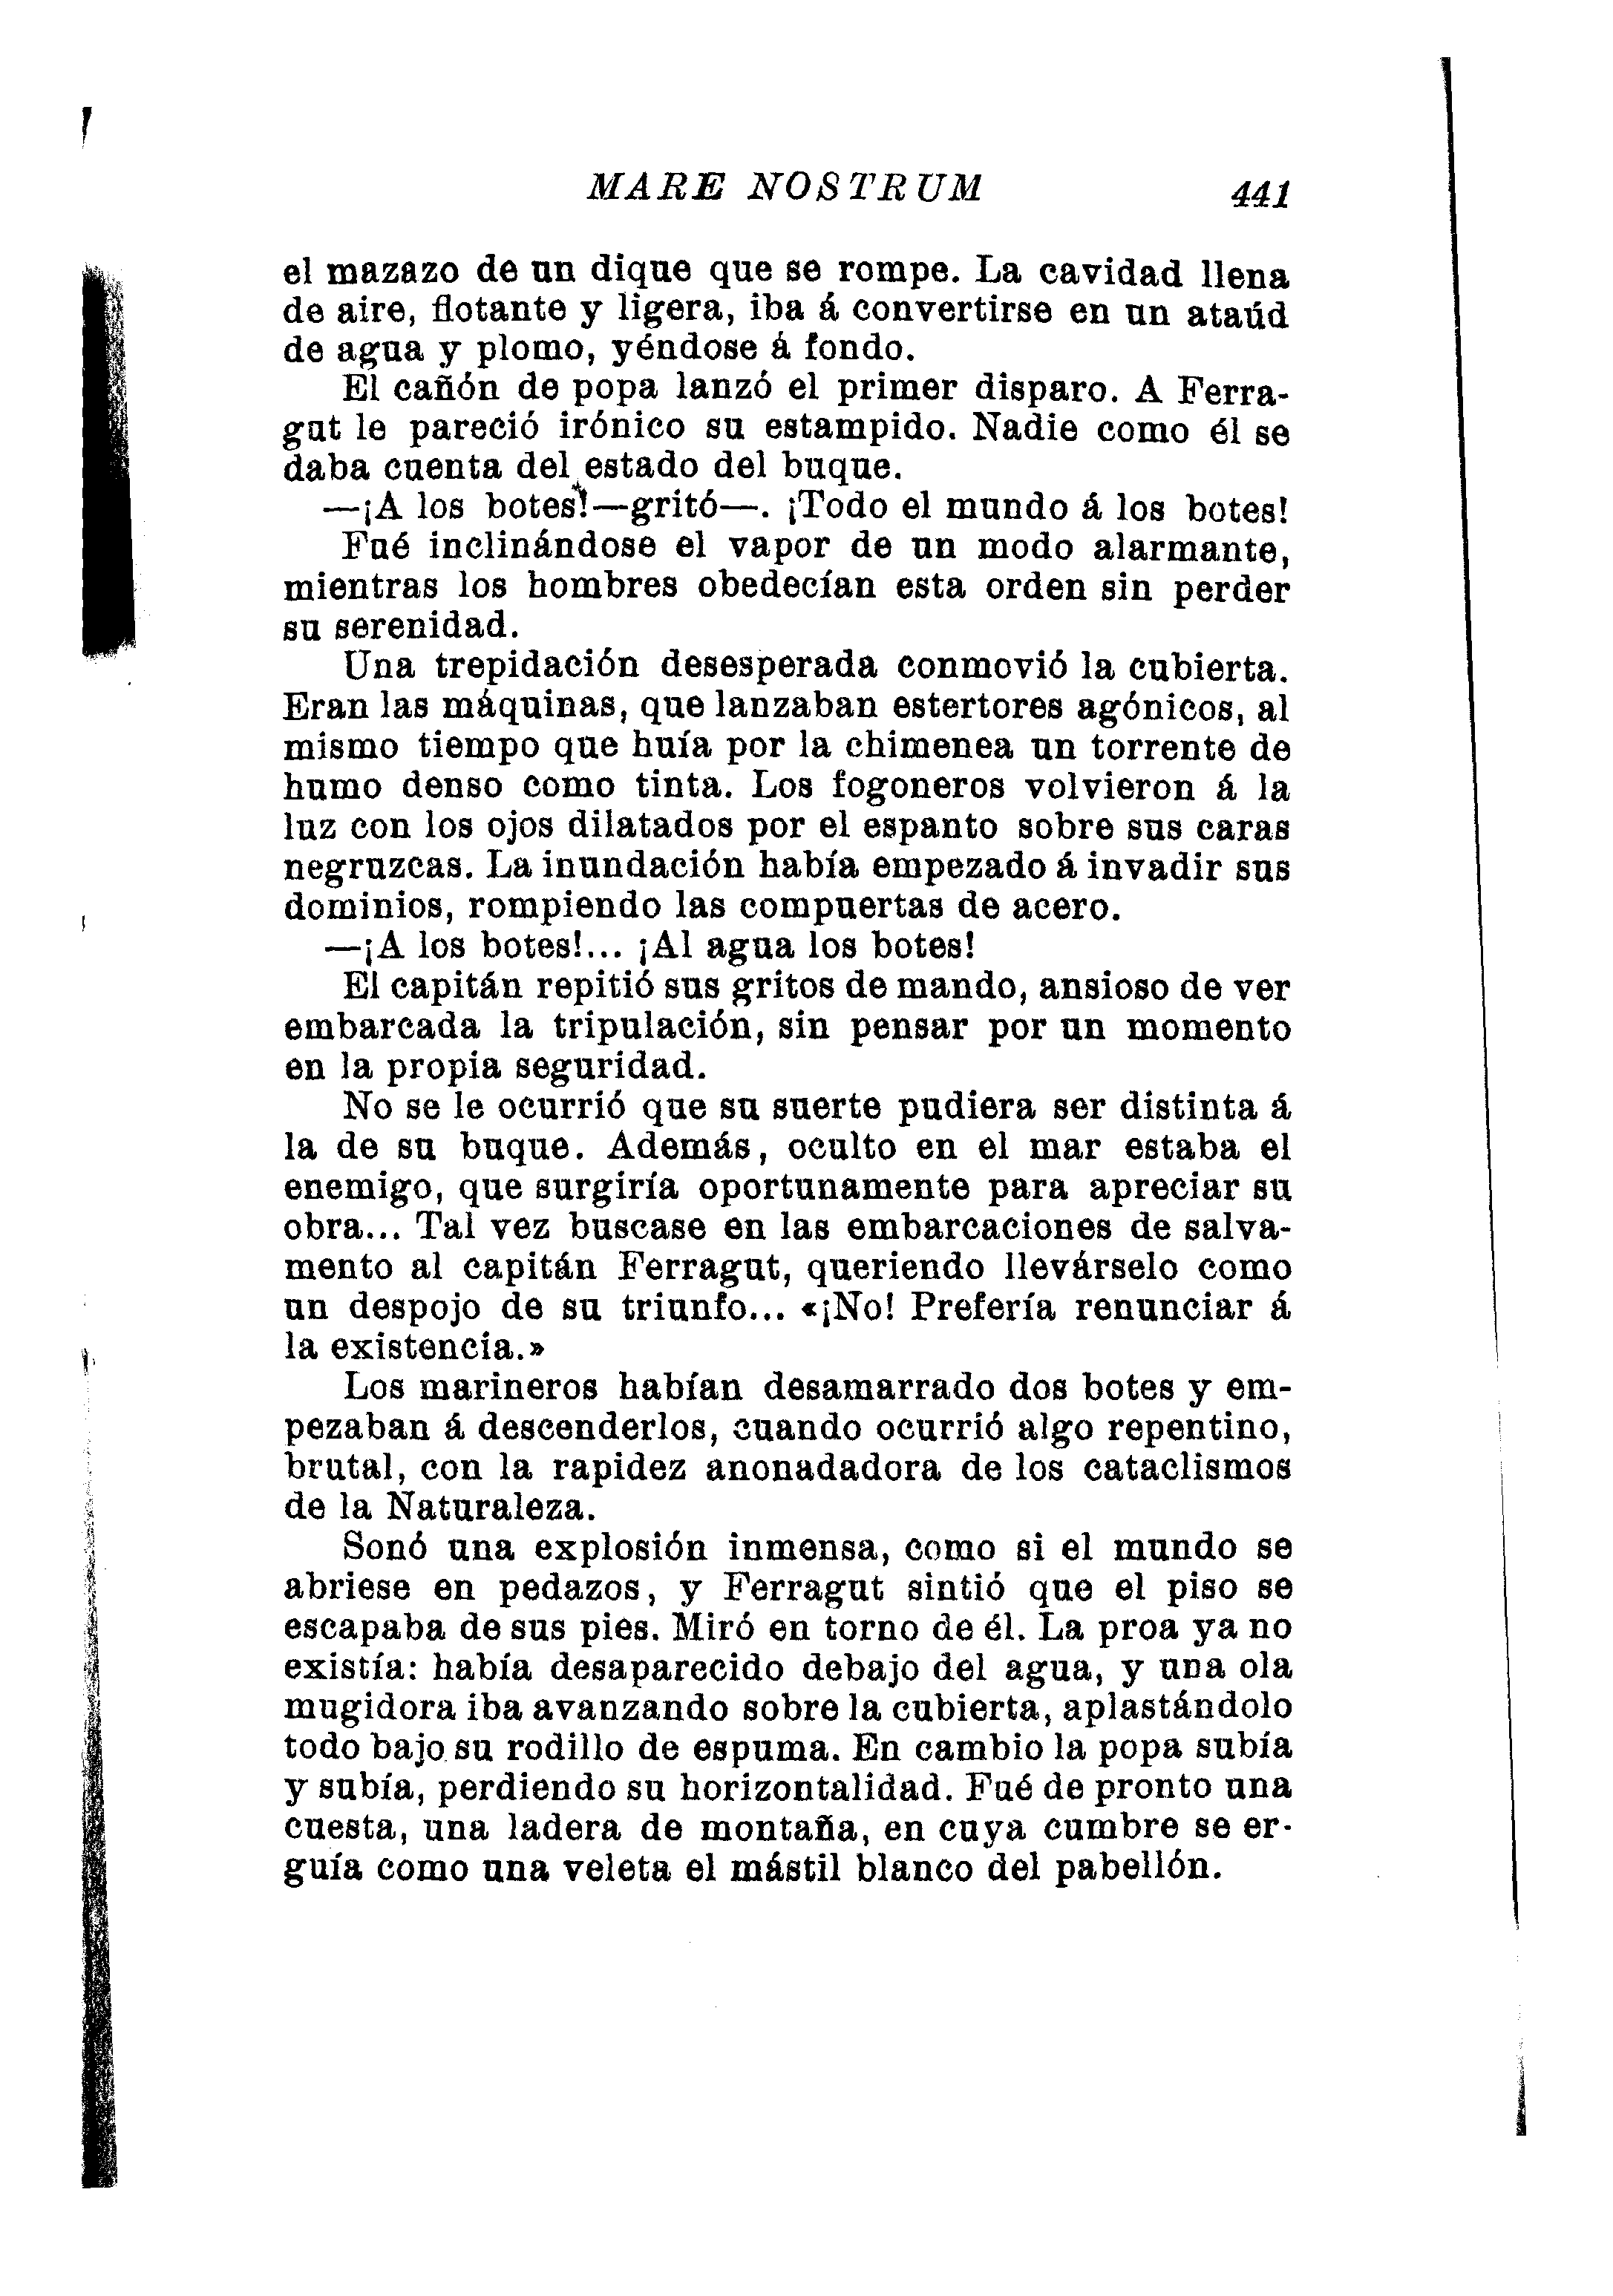 MARE NOSTRUM 441
el mazazo de un dique que se rompe. La cavidad llena
de aire, flotante y ligera, iba á convertirse en un ataúd
de agua y plomo, yéndose á fondo.
El cañón de popa lanzó el primer disparo. A Ferra-
gut le pareció irónico su estampido. Nadie como él se
daba cuenta del estado del buque.
—¡A los botes!—gritó—. ¡Todo el mundo á los botes!
Fué inclinándose el vapor de un modo alarmante,
mientras los hombres obedecían esta orden sin perder
su serenidad.
Una trepidación desesperada conmovió la cubierta.
Eran las máquinas, que lanzaban estertores agónicos, al
mismo tiempo que huía por la chimenea un torrente de
humo denso como tinta. Los fogoneros volvieron á la
luz con los ojos dilatados por el espanto sobre sus caras
negruzcas. La inundación había empezado á invadir sus
dominios, rompiendo las compuertas de acero.
—¡A los botes!... ¡Al agua los botes!
El capitán repitió sus gritos de mando, ansioso de ver
embarcada la tripulación, sin pensar por un momento
en la propia seguridad.
No se le ocurrió que su suerte pudiera ser distinta á
la de su buque. Además, oculto en el mar estaba el
enemigo, que surgiría oportunamente para apreciar su
obra... Tal vez buscase en las embarcaciones de salva-
mento al capitán Ferragut, queriendo llevárselo como
un despojo de su triunfo... «¡No! Prefería renunciar á
la existencia.»
Los marineros habían desamarrado dos botes y em-
pezaban á descenderlos, cuando ocurrió algo repentino,
brutal, con la rapidez anonadadora de los cataclismos
de la Naturaleza.
Sonó una explosión inmensa, como si el mundo se
abriese en pedazos, y Ferragut sintió que el piso se
escapaba de sus pies. Miró en torno de él. La proa ya no
existía: había desaparecido debajo del agua, y una ola
mugidora iba avanzando sobre la cubierta, aplastándolo
todo bajo su rodillo de espuma. En cambio la popa subía
y subía, perdiendo su horizontalidad. Fué de pronto una
cuesta, una ladera de montaña, en cuya cumbre se er-
guía como una veleta el mástil blanco del pabellón.